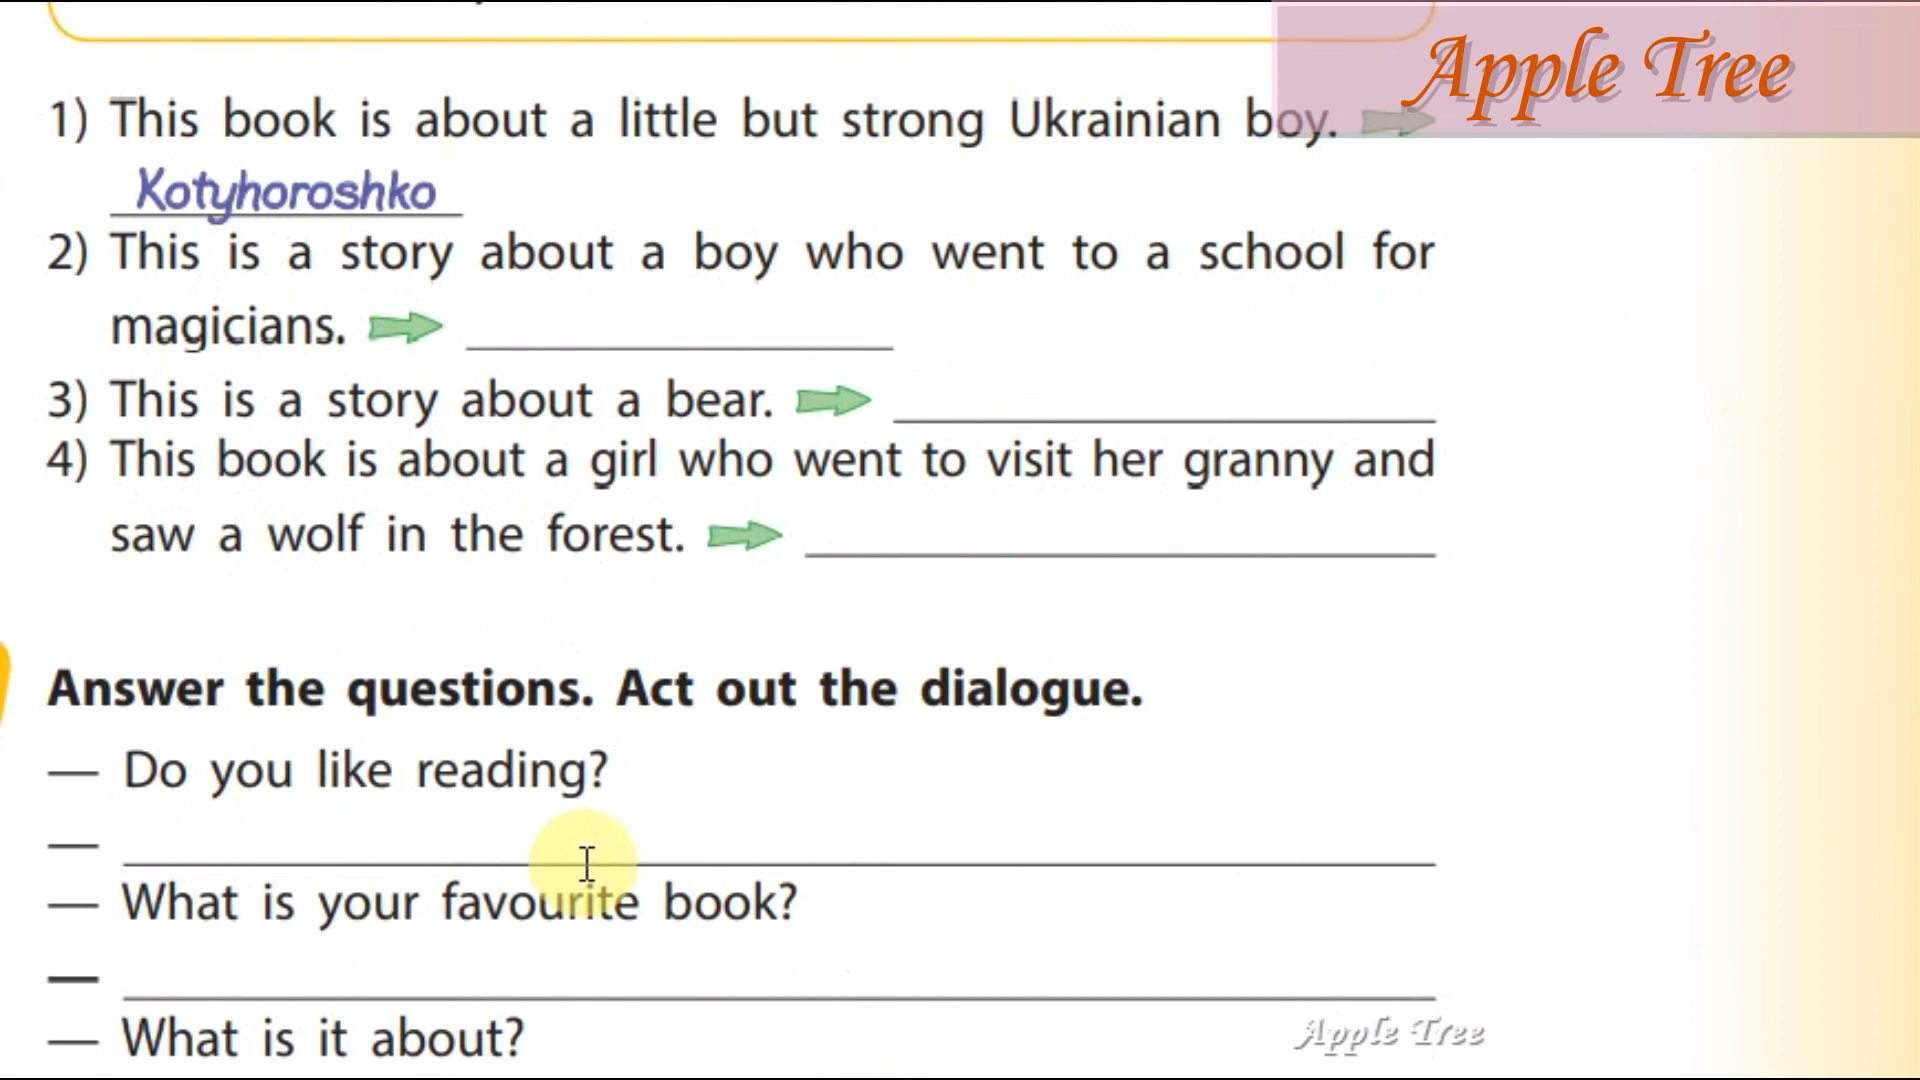 Apple Tree
1) This book is about a little but strong Ukrainian boy.
Kotyhoroshko
2) This is a story about a boy who went to a school for
magicians.
3) This is a story about a bear.
4) This book is about a girl who went to visit her granny and
saw a wolf in the forest.
Answer the questions. Act out the dialogue.
— Do you like reading?
—
— What is your favourite book?
—
— What is it about?
Apple Tree